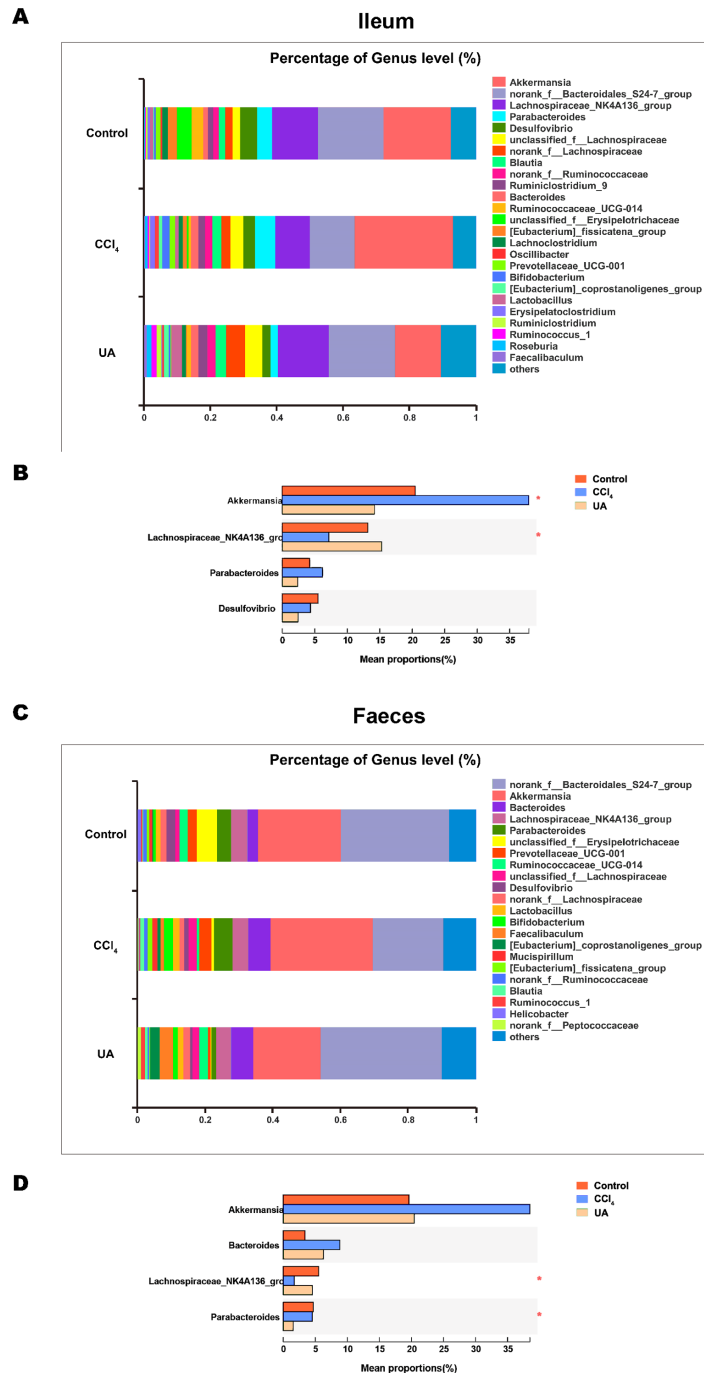 A
Ileum
Percentage of Genus level (%)
Control
CCl₄
UA
0
0.2
0.4
0.6
0.8
1
Akkermansia
norank_f__Bacteroidales_S24-7_group
Lachnospiraceae_NK4A136_group
Parabacteroides
Desulfovibrio
unclassified_f__Lachnospiraceae
norank_f__Lachnospiraceae
Blautia
norank_f__Ruminococcaceae
Ruminiclostridium_9
Bacteroides
Ruminococcaceae_UCG-014
unclassified_f__Erysipelotrichaceae
[Eubacterium]_fissicatena_group
Lachnoclostridium
Oscillibacter
Prevotellaceae_UCG-001
Bifidobacterium
[Eubacterium]_coprostanoligenes_group
Lactobacillus
Erysipelatoclostridium
Ruminiclostridium
Ruminococcus_1
Roseburia
Faecalibaculum
others
B
Akkermansia
Lachnospiraceae_NK4A136_grc
Parabacteroides
Desulfovibrio
*
*
0
5
10
15
20
25
30
35
Mean proportions(%)
Control
CCl₄
UA
C
Faeces
Percentage of Genus level (%)
Control
CCl₄
UA
0
0.2
0.4
0.6
0.8
1
norank_f__Bacteroidales_S24-7_group
Akkermansia
Bacteroides
Lachnospiraceae_NK4A136_group
Parabacteroides
unclassified_f__Erysipelotrichaceae
Prevotellaceae_UCG-001
Ruminococcaceae_UCG-014
unclassified_f__Lachnospiraceae
Desulfovibrio
norank_f__Lachnospiraceae
Lactobacillus
Bifidobacterium
Faecalibaculum
[Eubacterium]_coprostanoligenes_group
Mucispirillum
[Eubacterium]_fissicatena_group
norank_f__Ruminococcaceae
Blautia
Ruminococcus_1
Helicobacter
norank_f__Peptococcaceae
others
D
Akkermansia
Bacteroides
Lachnospiraceae_NK4A136_grc
Parabacteroides
*
*
0
5
10
15
20
25
30
35
Mean proportions(%)
Control
CCl₄
UA